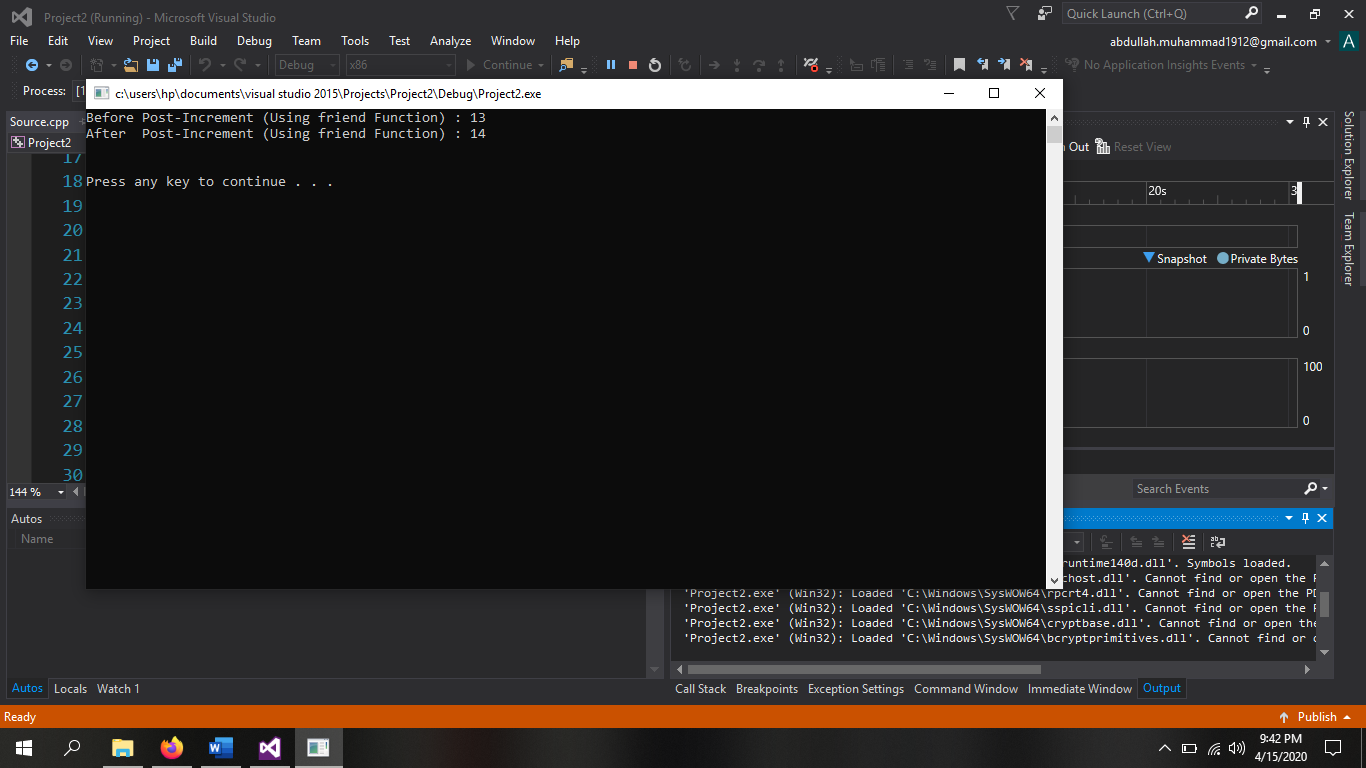 Project2 (Running) - Microsoft Visual Studio
Quick Launch (Ctrl+Q)
File Edit View Project Build Debug Team Tools Test Analyze Window Help
abdullah.muhammad1912@gmail.com A
Debug x86 Continue No Application Insights Events
Process: [1
c:\users\hp\documents\visual studio 2015\Projects\Project2\Debug\Project2.exe
Before Post-Increment (Using friend Function) : 13
After  Post-Increment (Using friend Function) : 14
Press any key to continue . . .
Source.cpp
Project2
17
18
19
20
21
22
23
24
25
26
27
28
29
30
144 %
Out Reset View
Solution Explorer
Team Explorer
20s 3
Snapshot Private Bytes
1
0
100
0
Search Events
Autos
Name
runtime140d.dll'. Symbols loaded.
chost.dll'. Cannot find or open the P
'Project2.exe' (Win32): Loaded 'C:\Windows\SysWOW64\rpcrt4.dll'. Cannot find or open the PD
'Project2.exe' (Win32): Loaded 'C:\Windows\SysWOW64\sspicli.dll'. Cannot find or open the P
'Project2.exe' (Win32): Loaded 'C:\Windows\SysWOW64\cryptbase.dll'. Cannot find or open the
'Project2.exe' (Win32): Loaded 'C:\Windows\SysWOW64\bcryptprimitives.dll'. Cannot find or o
Autos Locals Watch 1
Call Stack Breakpoints Exception Settings Command Window Immediate Window Output
Ready
Publish
9:42 PM
4/15/2020